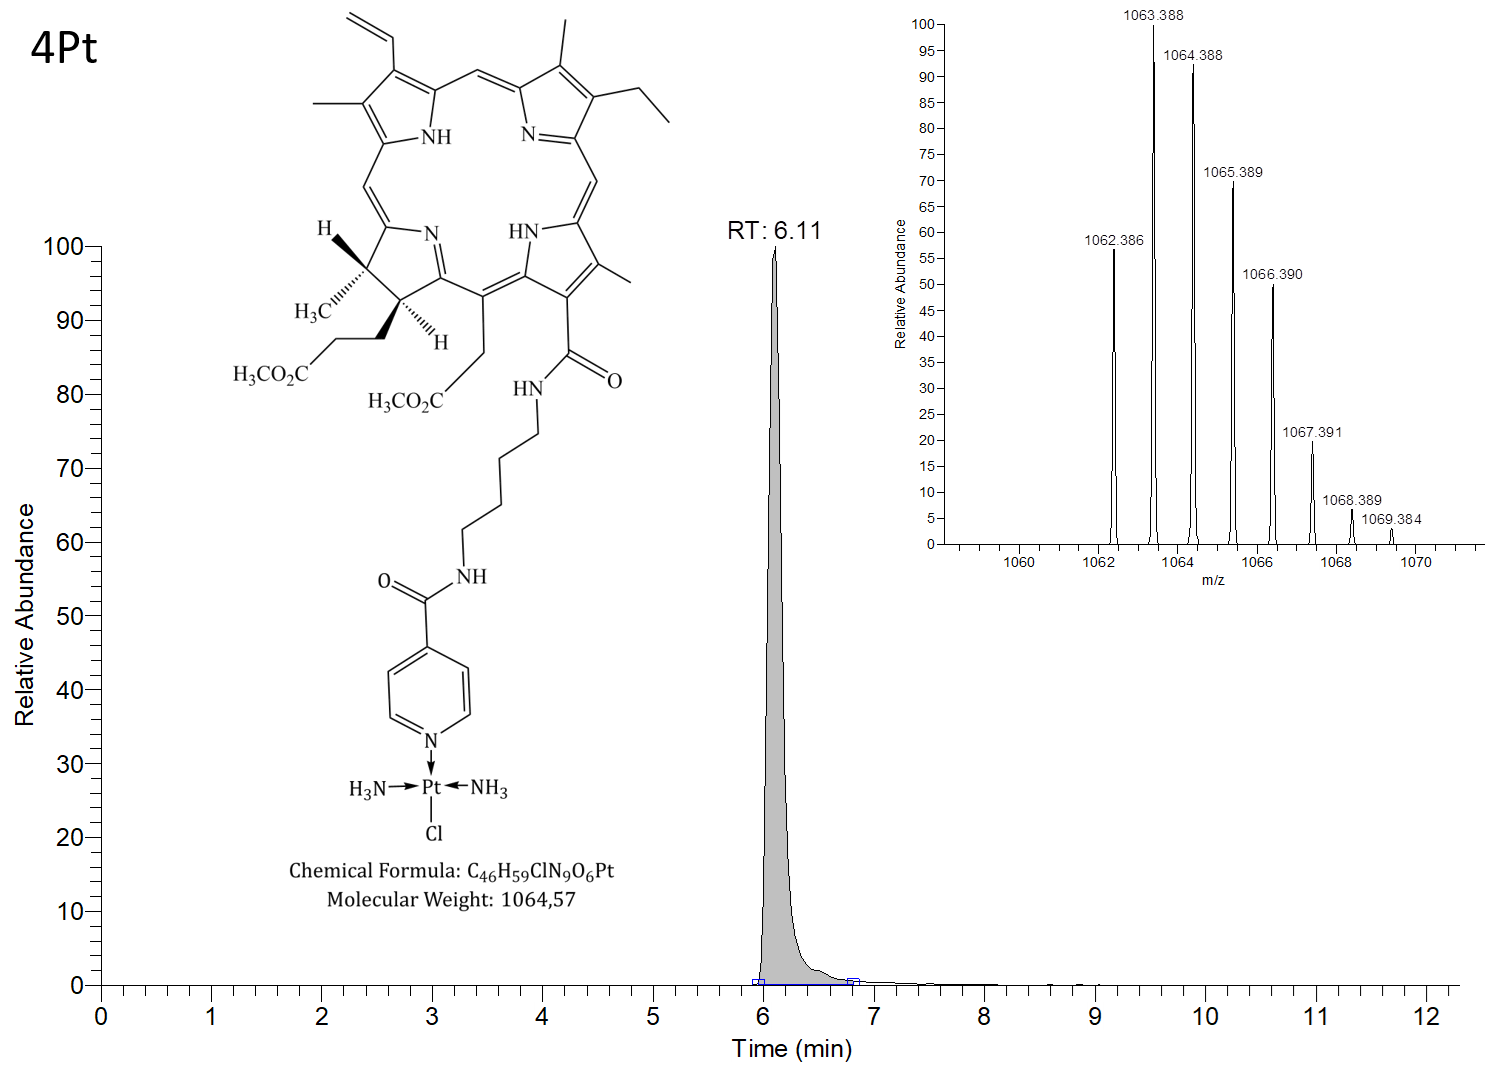 4Pt
NH
N
N
HN
H
H₃C
H
H₃CO₂C
H₃CO₂C
HN
O
O
NH
N
H₃N
Pt
NH₃
Cl
Chemical Formula: C₄₆H₅₉ClN₉O₆Pt
Molecular Weight: 1064,57
RT: 6.11
Relative Abundance
100
90
80
70
60
50
40
30
20
10
0
0 1 2 3 4 5 6 7 8 9 10 11 12
Time (min)
Relative Abundance
100
95
90
85
80
75
70
65
60
55
50
45
40
35
30
25
20
15
10
5
0
1063.388
1064.388
1065.389
1062.386
1066.390
1067.391
1068.389
1069.384
1060 1062 1064 1066 1068 1070
m/z